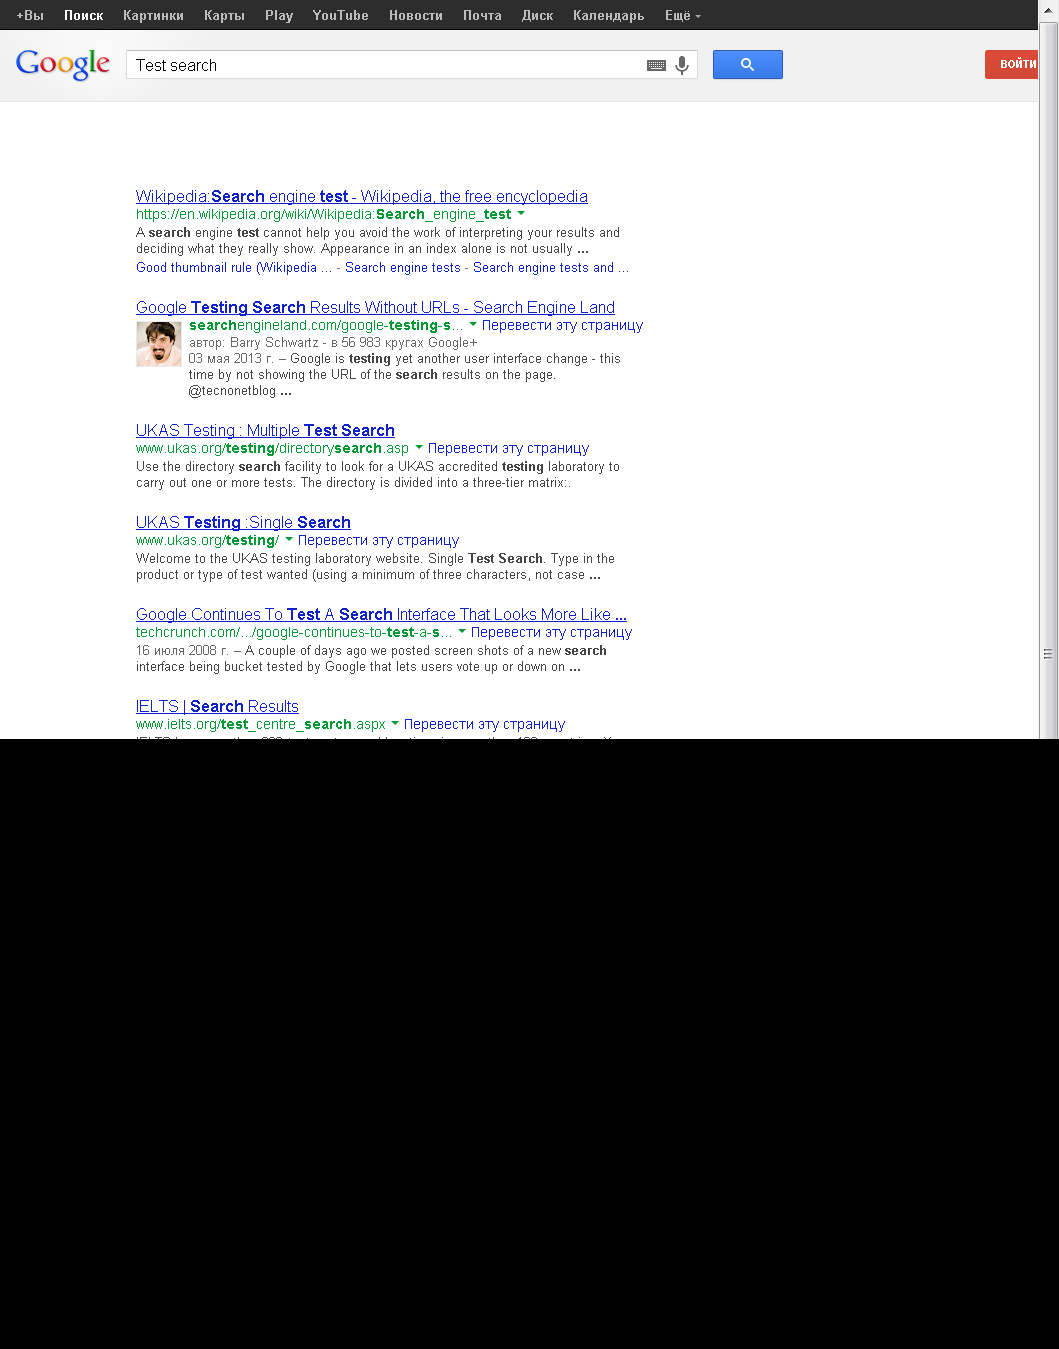 +Вы Поиск Картинки Карты Play YouTube Новости Почта Диск Календарь Ещё
Google Test search ВОЙТИ
Wikipedia:Search engine test - Wikipedia, the free encyclopedia
https://en.wikipedia.org/wiki/Wikipedia:Search_engine_test
A search engine test cannot help you avoid the work of interpreting your results and
deciding what they really show. Appearance in an index alone is not usually ...
Good thumbnail rule (Wikipedia ... - Search engine tests - Search engine tests and ...
Google Testing Search Results Without URLs - Search Engine Land
searchengineland.com/google-testing-s... Перевести эту страницу
автор: Barry Schwartz - в 56 983 кругах Google+
03 мая 2013 г. – Google is testing yet another user interface change - this
time by not showing the URL of the search results on the page.
@tecnonetblog ...
UKAS Testing : Multiple Test Search
www.ukas.org/testing/directorysearch.asp Перевести эту страницу
Use the directory search facility to look for a UKAS accredited testing laboratory to
carry out one or more tests. The directory is divided into a three-tier matrix:.
UKAS Testing :Single Search
www.ukas.org/testing/ Перевести эту страницу
Welcome to the UKAS testing laboratory website. Single Test Search. Type in the
product or type of test wanted (using a minimum of three characters, not case ...
Google Continues To Test A Search Interface That Looks More Like ...
techcrunch.com/.../google-continues-to-test-a-s... Перевести эту страницу
16 июля 2008 г. – A couple of days ago we posted screen shots of a new search
interface being bucket tested by Google that lets users vote up or down on ...
IELTS | Search Results
www.ielts.org/test_centre_search.aspx Перевести эту страницу